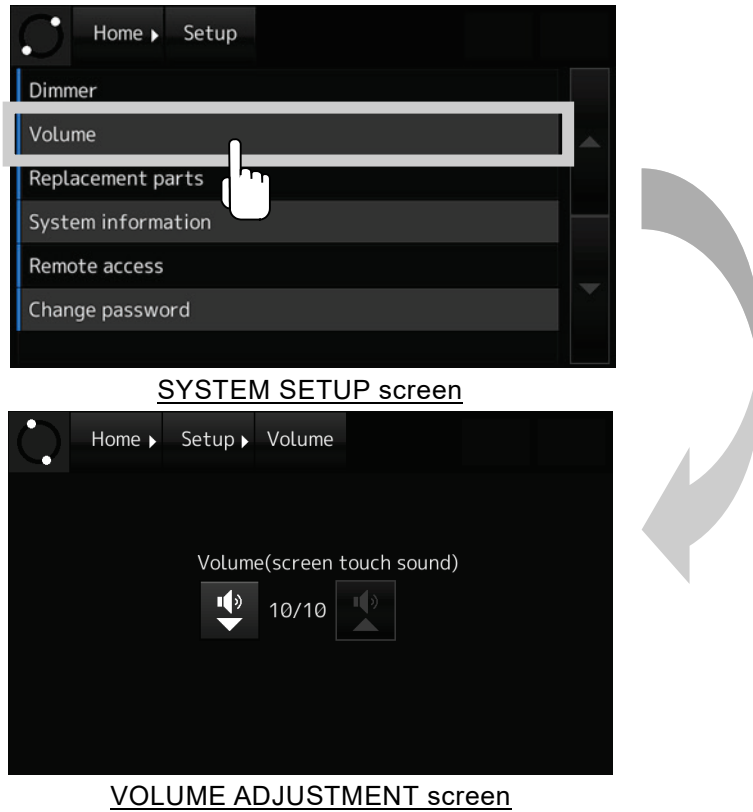 Home Setup
Dimmer
Volume
Replacement parts
System information
Remote access
Change password
SYSTEM SETUP screen
Home Setup Volume
Volume(screen touch sound)
10/10
VOLUME ADJUSTMENT screen